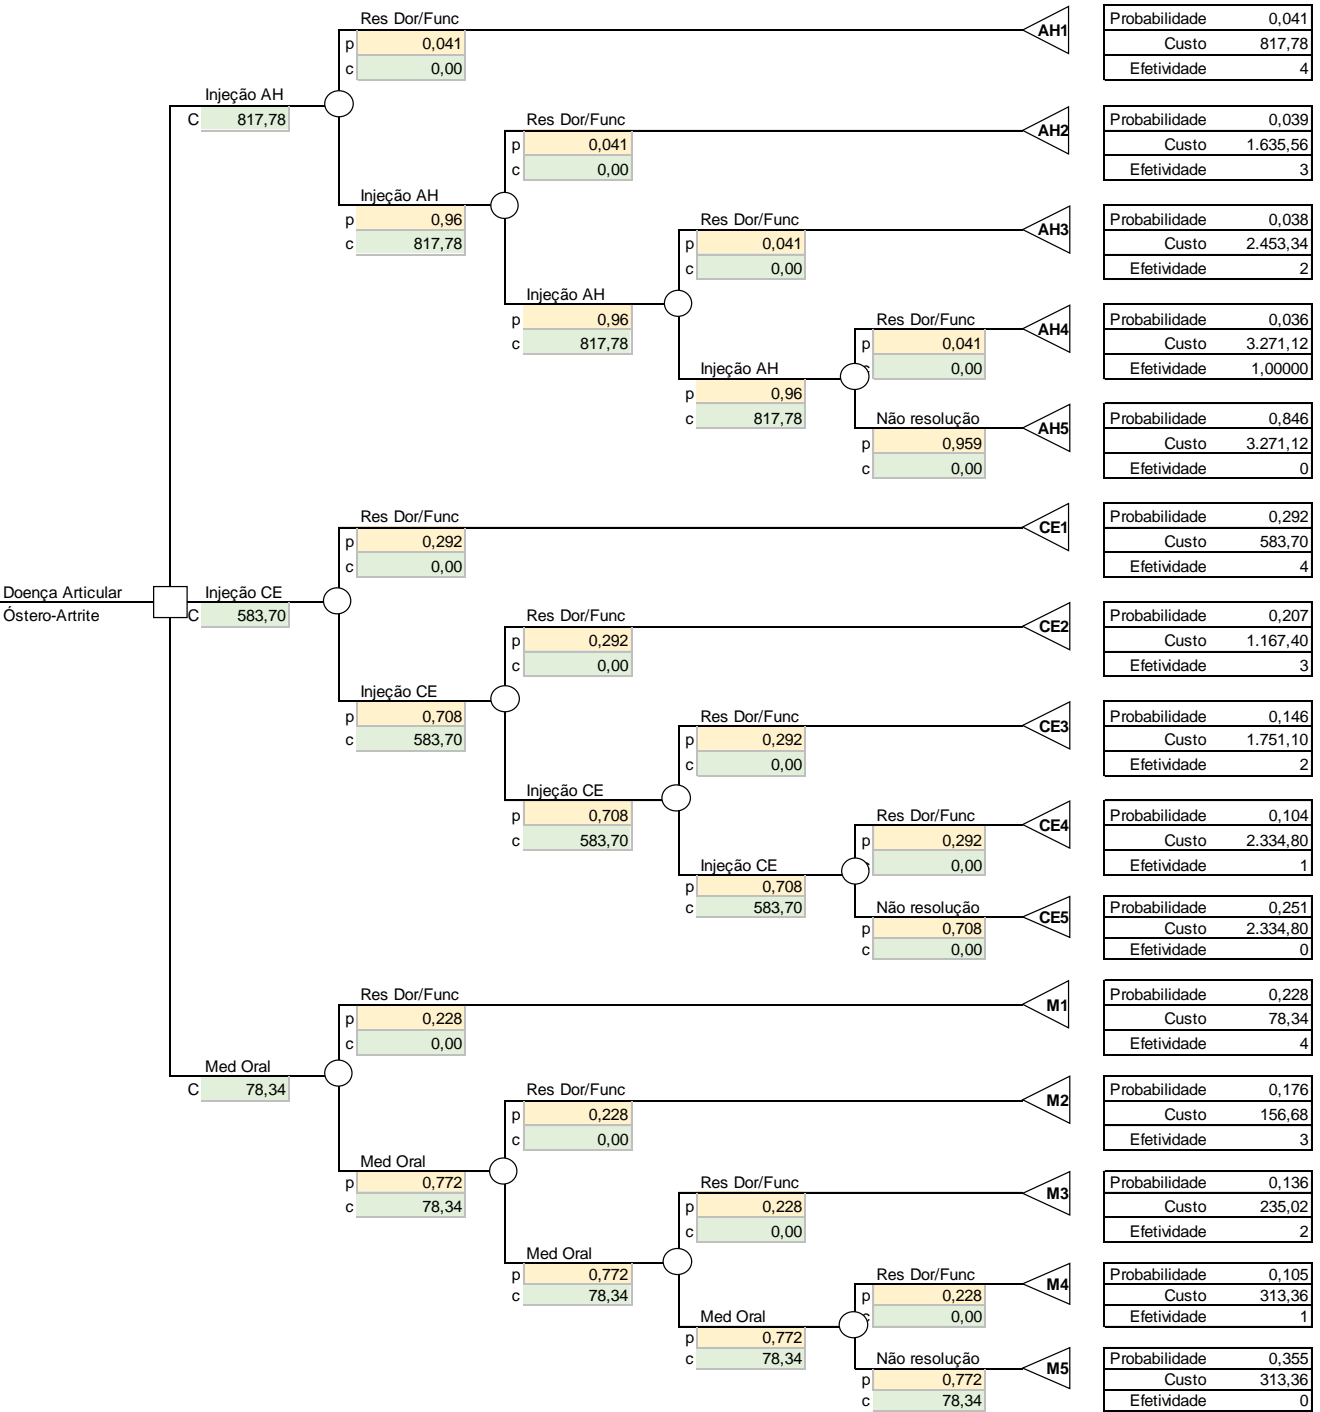 Res Dor/Func
p 0,041
c 0,00
AH1
Probabilidade 0,041
Custo 817,78
Efetividade 4
Injeção AH
C 817,78
Res Dor/Func
p 0,041
c 0,00
AH2
Probabilidade 0,039
Custo 1.635,56
Efetividade 3
Injeção AH
p 0,96
c 817,78
Res Dor/Func
p 0,041
c 0,00
AH3
Probabilidade 0,038
Custo 2.453,34
Efetividade 2
Injeção AH
p 0,96
c 817,78
Res Dor/Func
p 0,041
c 0,00
AH4
Probabilidade 0,036
Custo 3.271,12
Efetividade 1,00000
Injeção AH
p 0,96
c 817,78
Não resolução
p 0,959
c 0,00
AH5
Probabilidade 0,846
Custo 3.271,12
Efetividade 0
Res Dor/Func
p 0,292
c 0,00
CE1
Probabilidade 0,292
Custo 583,70
Efetividade 4
Doença Articular
Óstero-Artrite
Injeção CE
C 583,70
Res Dor/Func
p 0,292
c 0,00
CE2
Probabilidade 0,207
Custo 1.167,40
Efetividade 3
Injeção CE
p 0,708
c 583,70
Res Dor/Func
p 0,292
c 0,00
CE3
Probabilidade 0,146
Custo 1.751,10
Efetividade 2
Injeção CE
p 0,708
c 583,70
Res Dor/Func
p 0,292
0,00
CE4
Probabilidade 0,104
Custo 2.334,80
Efetividade 1
Injeção CE
p 0,708
c 583,70
Não resolução
p 0,708
c 0,00
CE5
Probabilidade 0,251
Custo 2.334,80
Efetividade 0
Res Dor/Func
p 0,228
c 0,00
M1
Probabilidade 0,228
Custo 78,34
Efetividade 4
Med Oral
C 78,34
Res Dor/Func
p 0,228
c 0,00
M2
Probabilidade 0,176
Custo 156,68
Efetividade 3
Med Oral
p 0,772
c 78,34
Res Dor/Func
p 0,228
c 0,00
M3
Probabilidade 0,136
Custo 235,02
Efetividade 2
Med Oral
p 0,772
c 78,34
Res Dor/Func
p 0,228
c 0,00
M4
Probabilidade 0,105
Custo 313,36
Efetividade 1
Med Oral
p 0,772
c 78,34
Não resolução
p 0,772
c 78,34
M5
Probabilidade 0,355
Custo 313,36
Efetividade 0